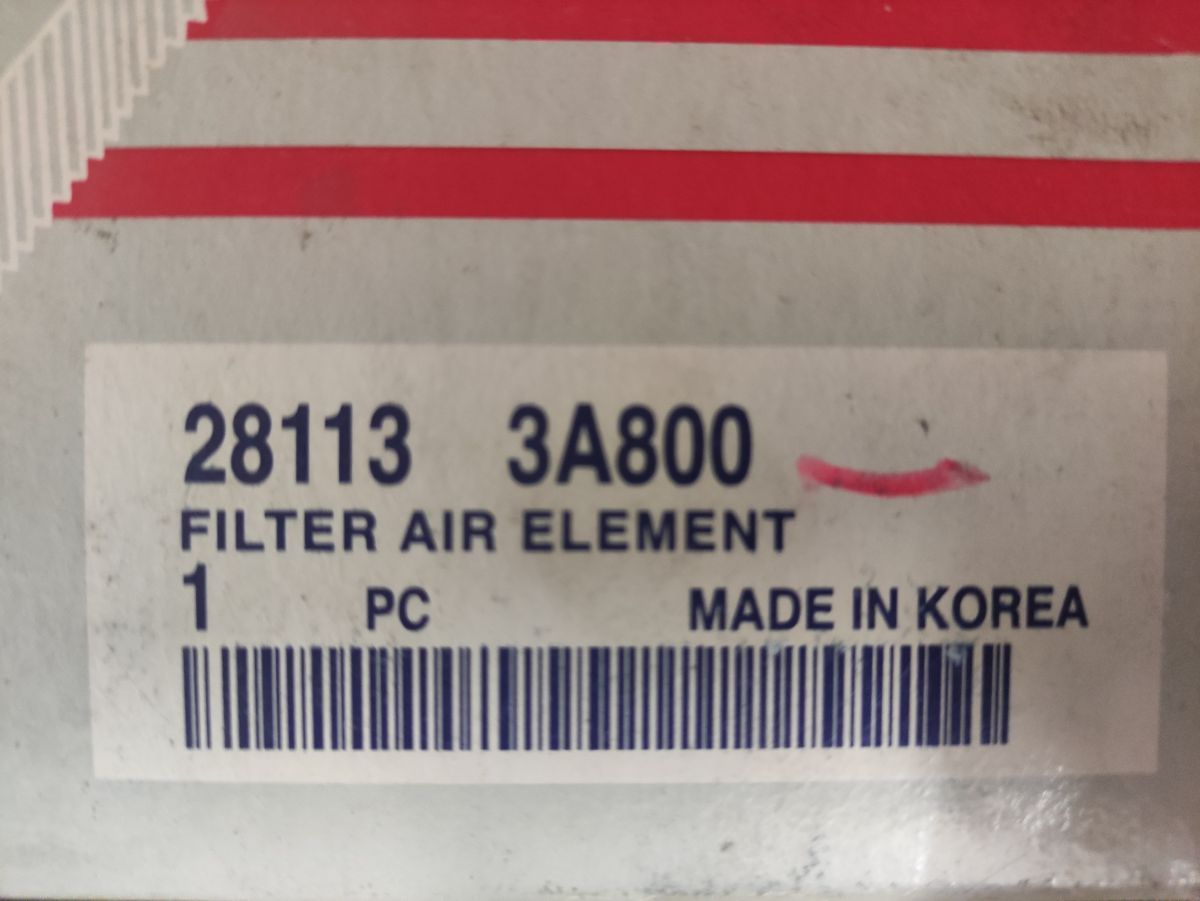 28113 3A800
FILTER AIR ELEMENT
1 PC MADE IN KOREA